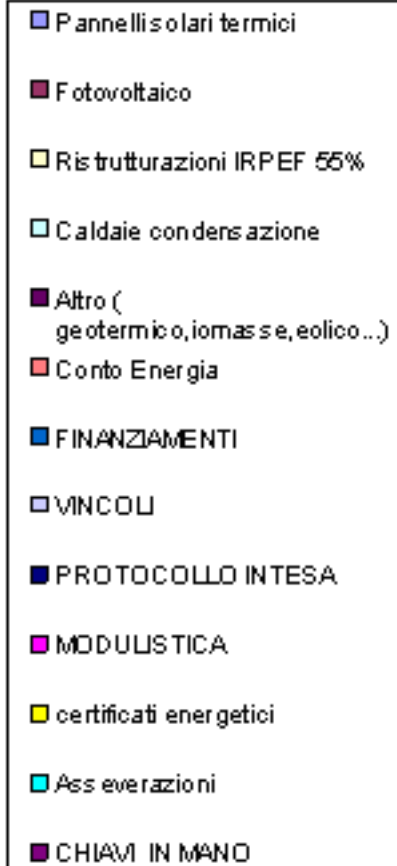 Pannelli solari termici
Fotovoltaico
Ristrutturazioni IRPEF 55%
Caldaie condensazione
Altro (
geotermico,iomasse,eolico...)
Conto Energia
FINANZIAMENTI
VINCOLI
PROTOCOLLO INTESA
MODULISTICA
certificati energetici
Asseverazioni
CHIAVI IN MANO